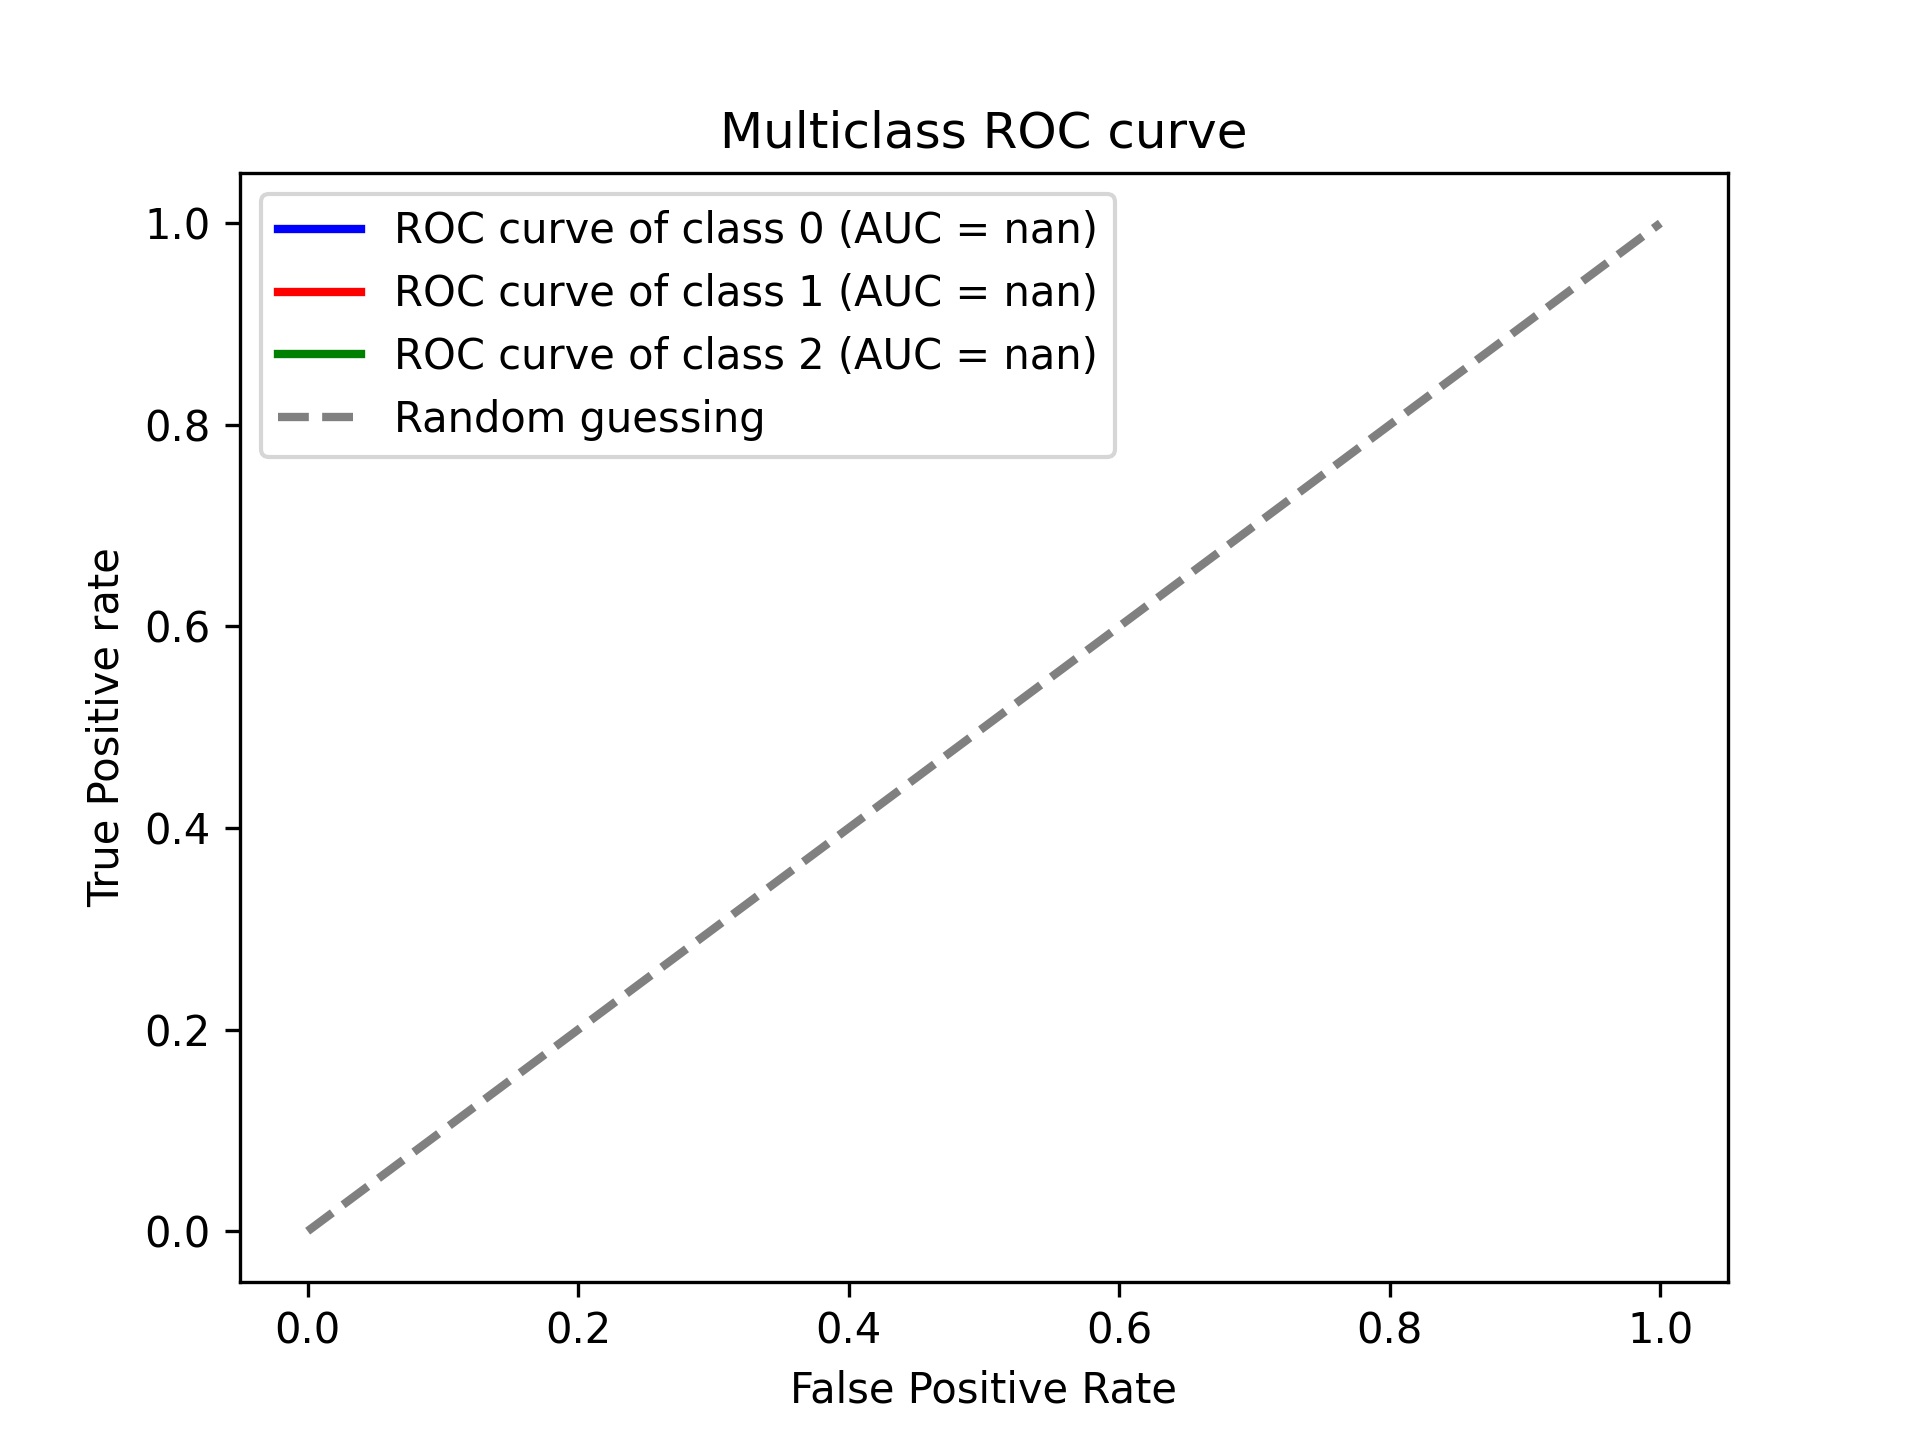 Multiclass ROC curve
ROC curve of class 0 (AUC = nan)
ROC curve of class 1 (AUC = nan)
ROC curve of class 2 (AUC = nan)
Random guessing
True Positive rate
1.0
0.8
0.6
0.4
0.2
0.0
0.0 0.2 0.4 0.6 0.8 1.0
False Positive Rate